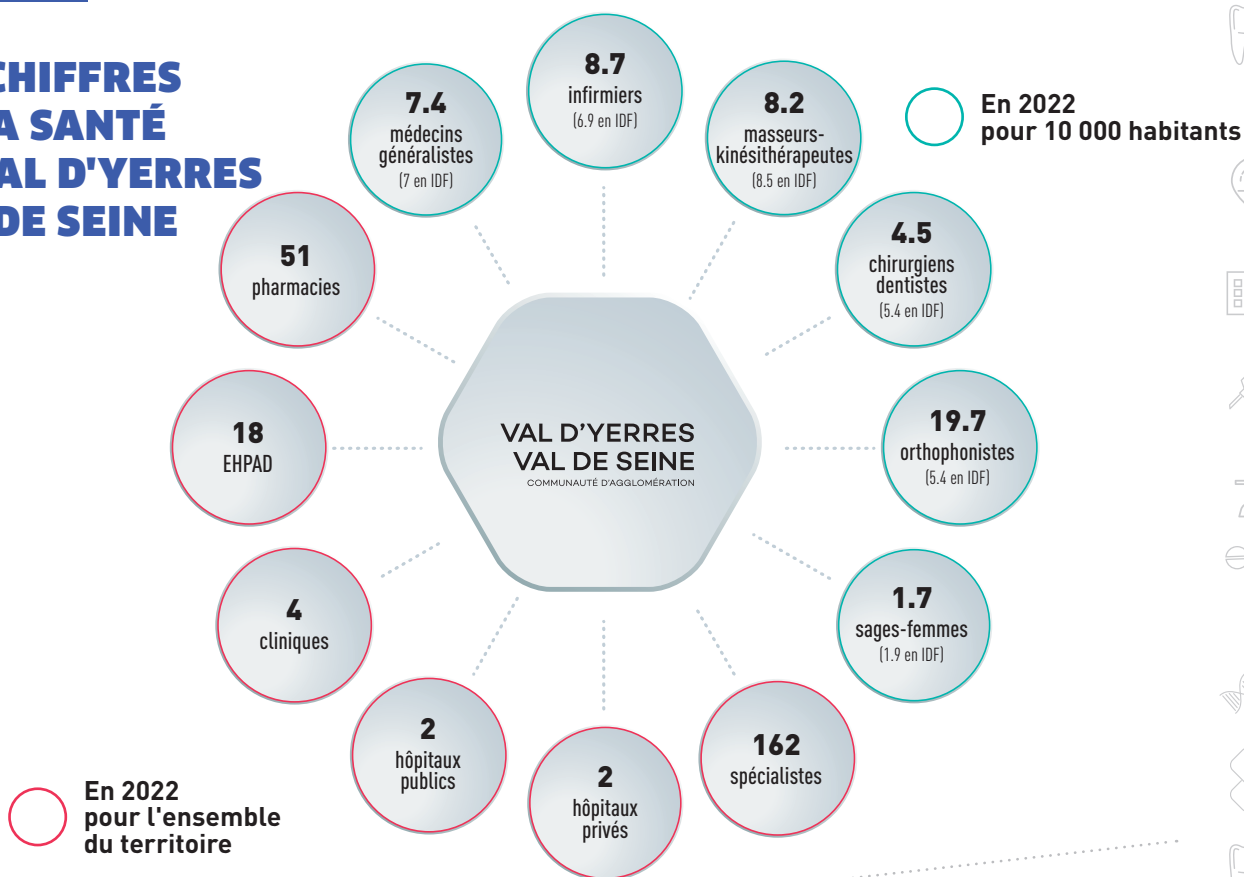 CHIFFRES
A SANTÉ
AL D'YERRES
DE SEINE
8.7
infirmiers
(6.9 en IDF)
7.4
médecins
généralistes
(7 en IDF)
8.2
masseurs-
kinésithérapeutes
(8.5 en IDF)
En 2022
pour 10 000 habitants
51
pharmacies
4.5
chirurgiens
dentistes
(5.4 en IDF)
18
EHPAD
VAL D'YERRES
VAL DE SEINE
COMMUNAUTÉ D'AGGLOMÉRATION
19.7
orthophonistes
(5.4 en IDF)
4
cliniques
1.7
sages-femmes
(1.9 en IDF)
2
hôpitaux
publics
2
hôpitaux
privés
162
spécialistes
En 2022
pour l'ensemble
du territoire